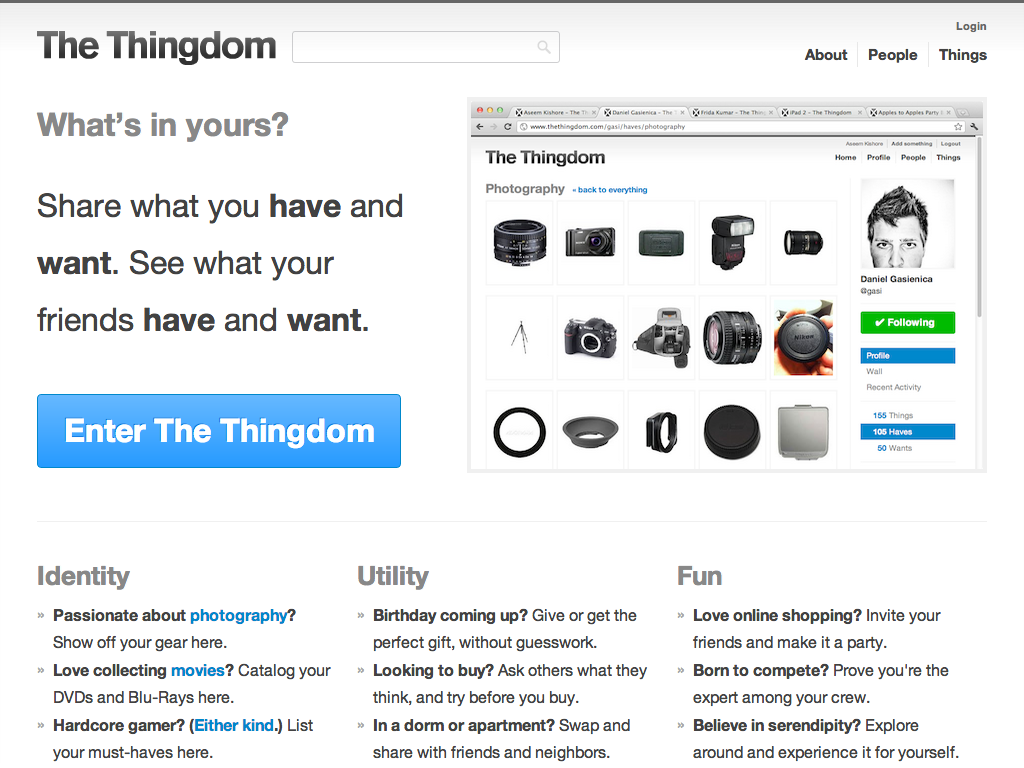 Login
The Thingdom
About
People
Things
What's in yours?
Share what you have and
want. See what your
friends have and want.
Enter The Thingdom
Aseem Kishore – The Th
Daniel Gasienica – The T
Frida Kumar – The Thing
iPad 2 – The Thingdom
Apples to Apples Party
www.thethingdom.com/gasi/haves/photography
Aseem Kishore
Add something
Logout
The Thingdom
Home
Profile
People
Things
Photography
« back to everything
Daniel Gasienica
@gasi
✔ Following
Profile
Wall
Recent Activity
155 Things
105 Haves
50 Wants
Identity
» Passionate about photography?
Show off your gear here.
» Love collecting movies? Catalog your
DVDs and Blu-Rays here.
» Hardcore gamer? (Either kind.) List
your must-haves here.
Utility
» Birthday coming up? Give or get the
perfect gift, without guesswork.
» Looking to buy? Ask others what they
think, and try before you buy.
» In a dorm or apartment? Swap and
share with friends and neighbors.
Fun
» Love online shopping? Invite your
friends and make it a party.
» Born to compete? Prove you're the
expert among your crew.
» Believe in serendipity? Explore
around and experience it for yourself.